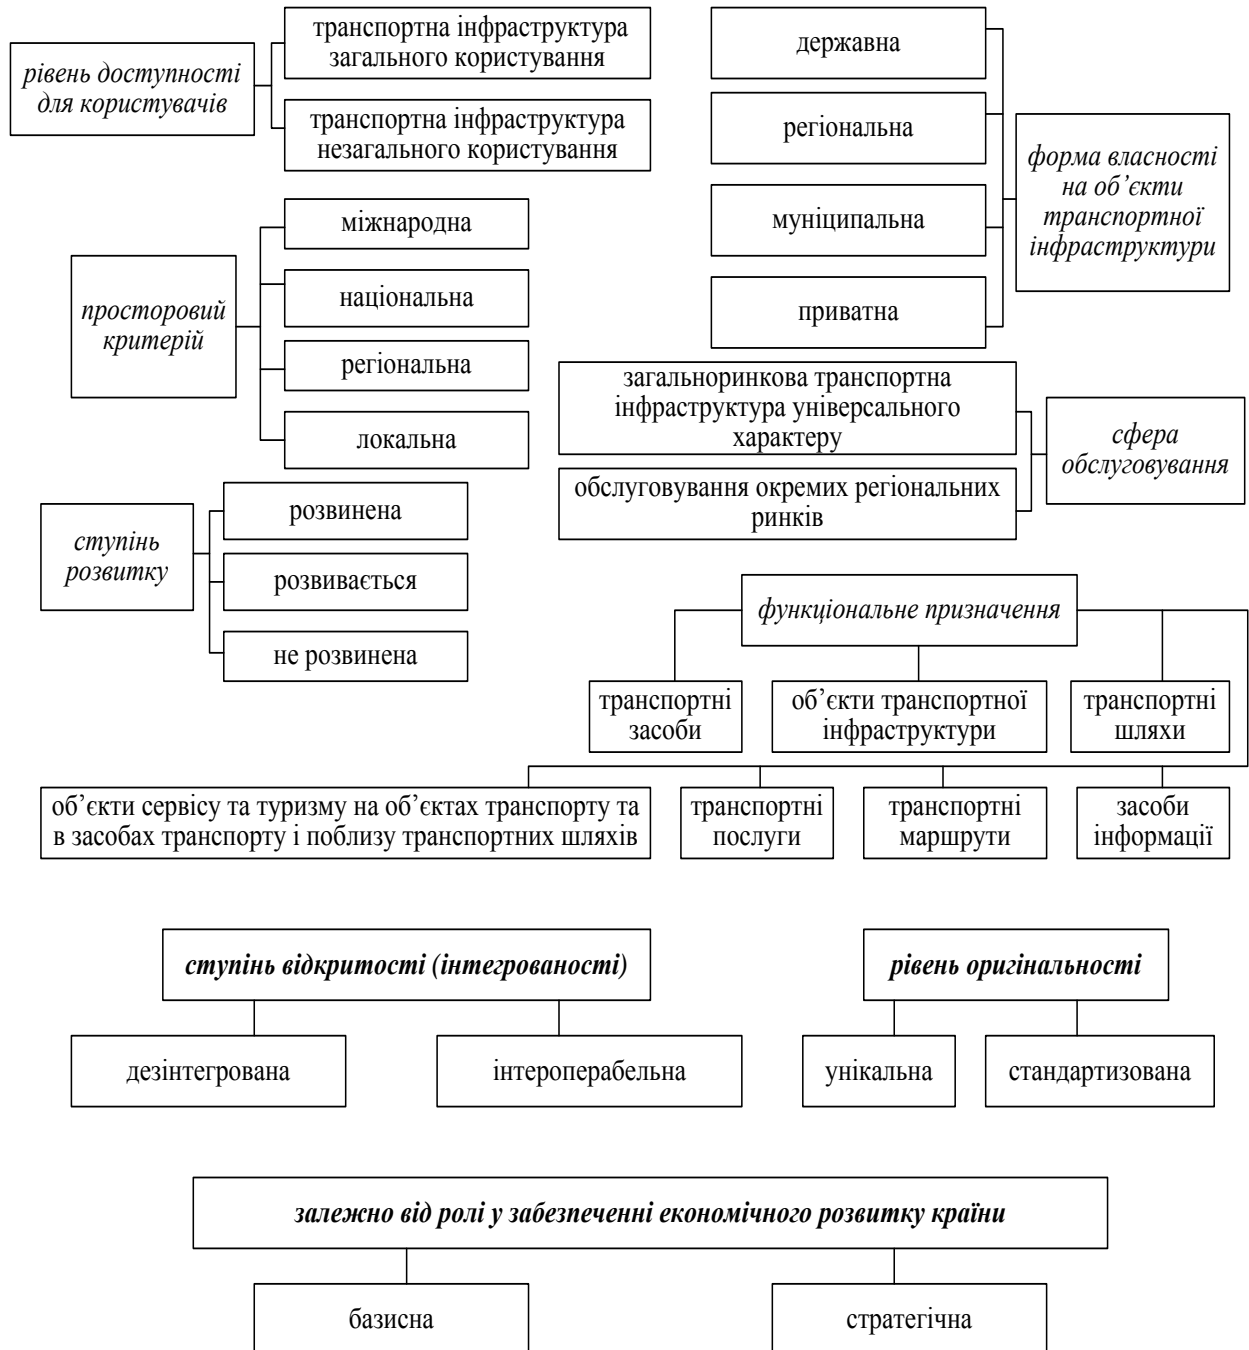 рівень доступності
для користувачів
транспортна інфраструктура
загального користування
транспортна інфраструктура
незагального користування
державна
регіональна
муніципальна
приватна
форма власності
на об’єкти
транспортної
інфраструктури
просторовий
критерій
міжнародна
національна
регіональна
локальна
загальноринкова транспортна
інфраструктура універсального
характеру
обслуговування окремих регіональних
ринків
сфера
обслуговування
ступінь
розвитку
розвинена
розвивається
не розвинена
функціональне призначення
транспортні
засоби
об’єкти транспортної
інфраструктури
транспортні
шляхи
об’єкти сервісу та туризму на об’єктах транспорту та
в засобах транспорту і поблизу транспортних шляхів
транспортні
послуги
транспортні
маршрути
засоби
інформації
ступінь відкритості (інтегрованості)
дезінтегрована
інтероперабельна
рівень оригінальності
унікальна
стандартизована
залежно від ролі у забезпеченні економічного розвитку країни
базисна
стратегічна